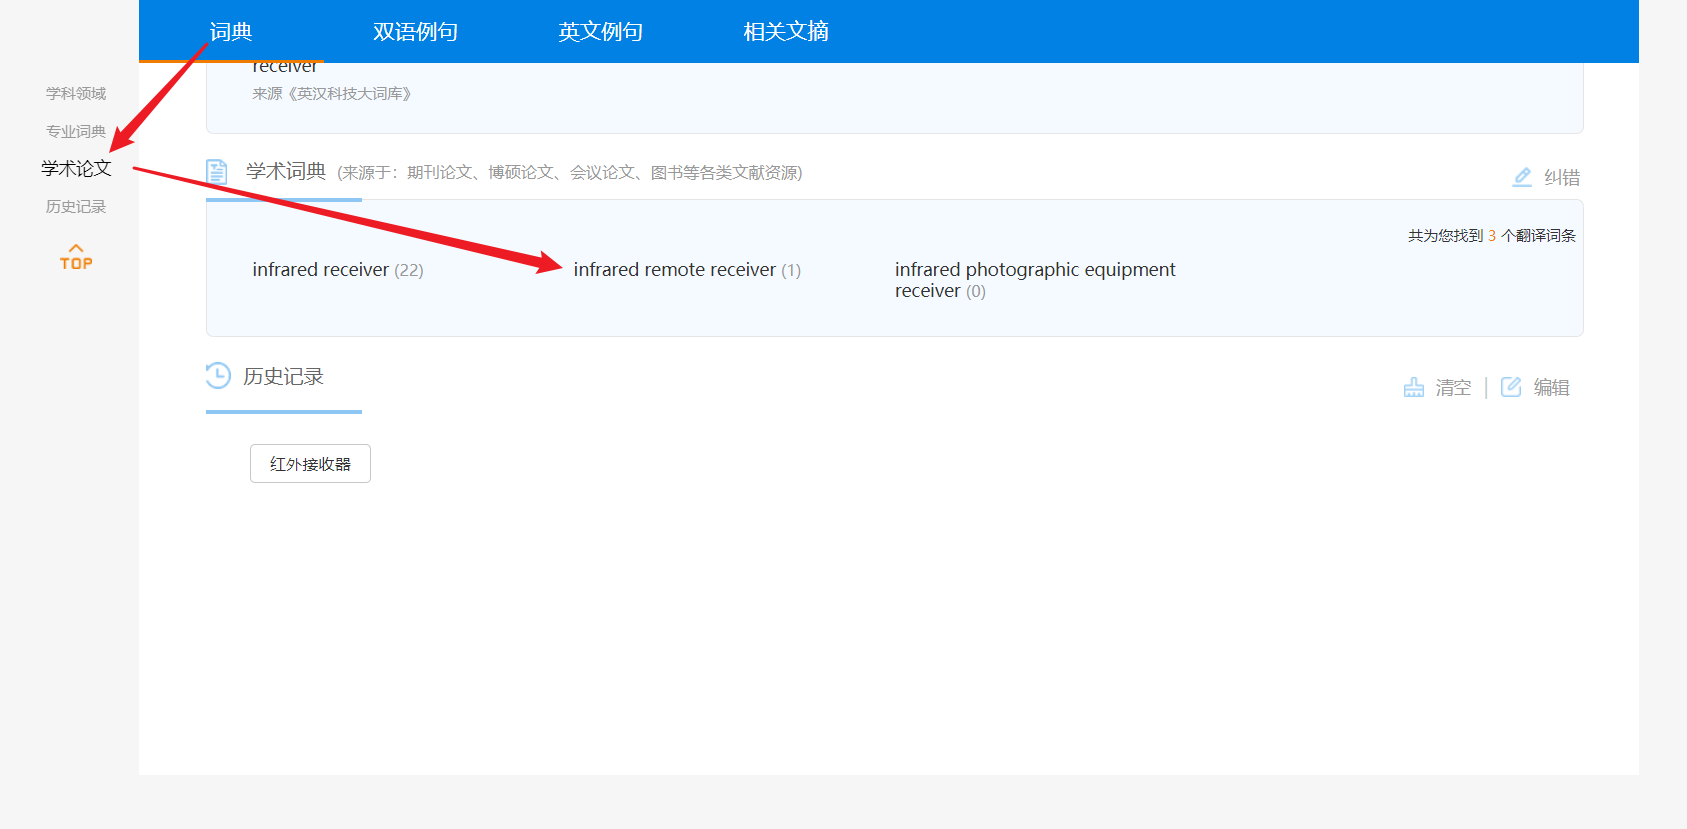 词典 双语例句 英文例句 相关文摘
receiver
来源《英汉科技大词库》
学科领域
专业词典
学术论文
历史记录
TOP
学术词典 (来源于：期刊论文、博硕论文、会议论文、图书等各类文献资源)
纠错
共为您找到 3 个翻译词条
infrared receiver (22)
infrared remote receiver (1)
infrared photographic equipment
receiver (0)
历史记录
清空 | 编辑
红外接收器